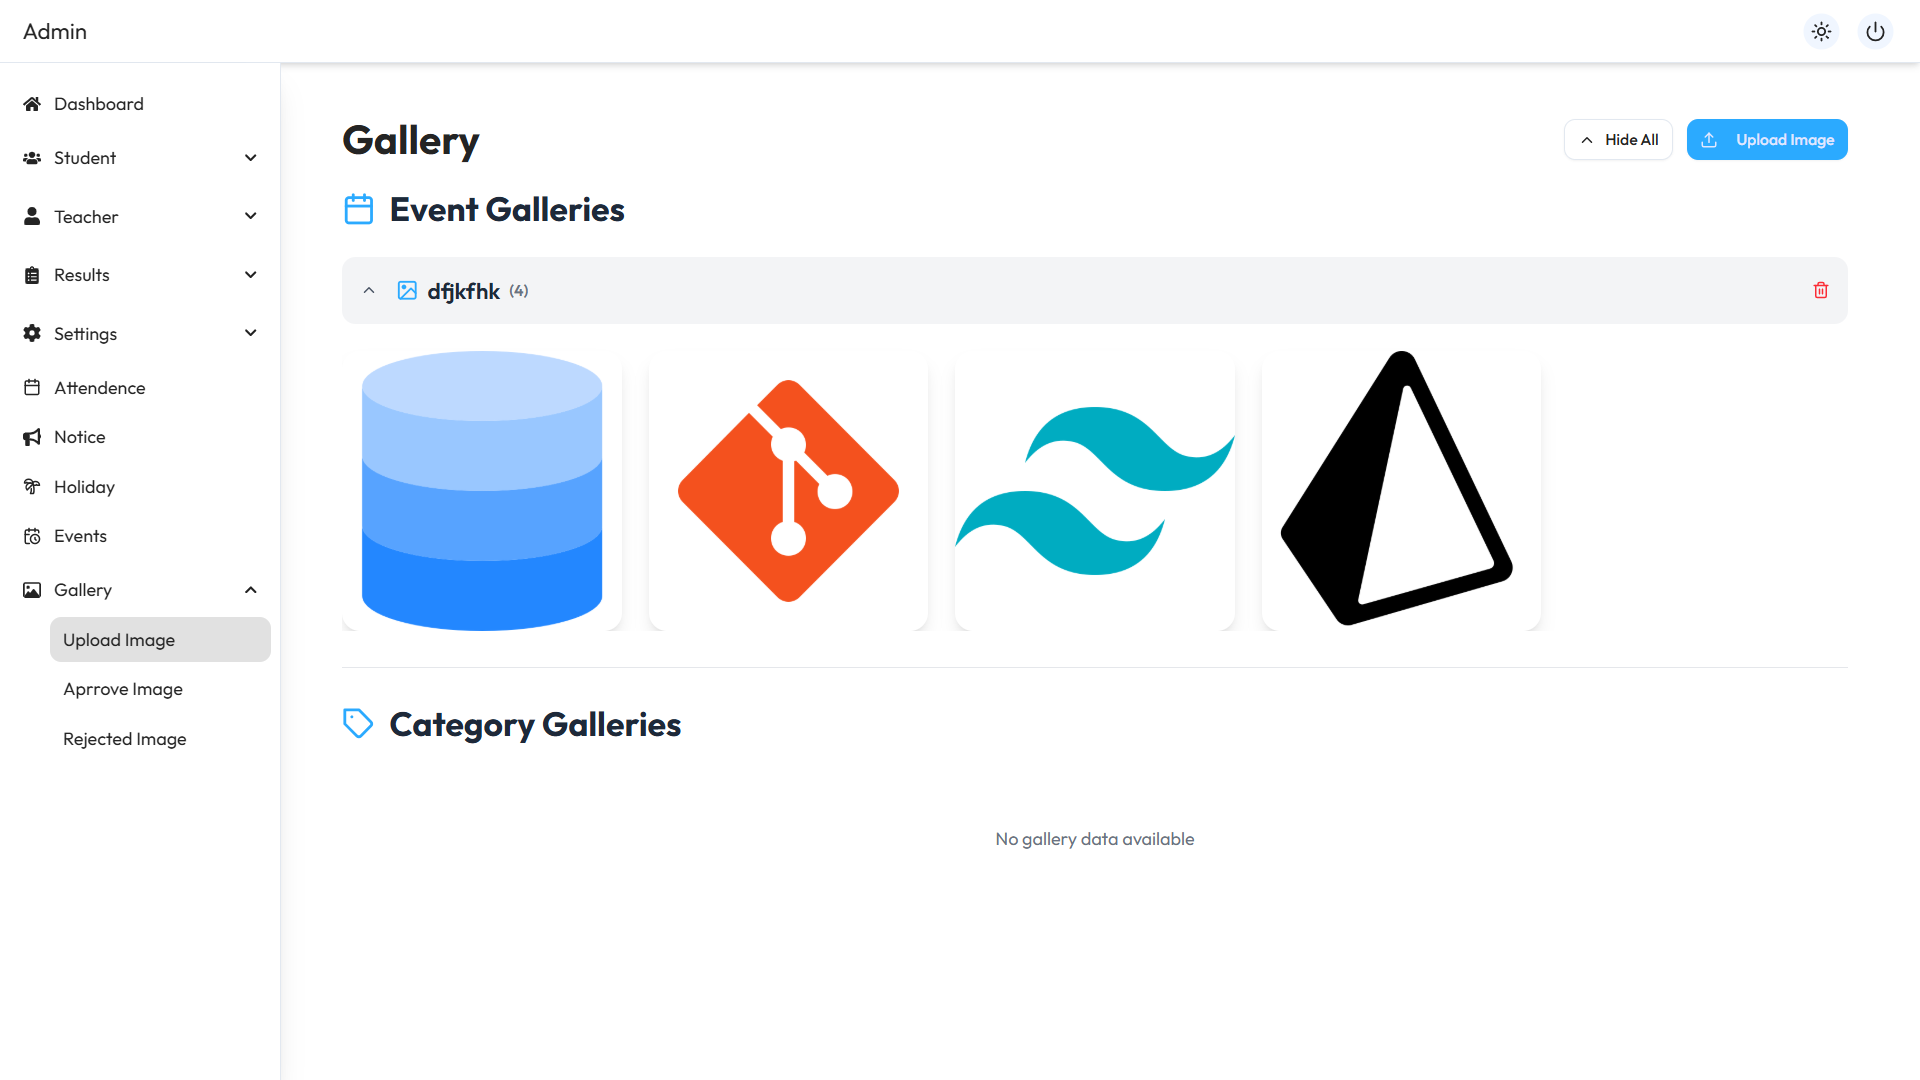 Admin
Dashboard
Student
Teacher
Results
Settings
Attendence
Notice
Holiday
Events
Gallery
Upload Image
Aprrove Image
Rejected Image
Gallery
Hide All
Upload Image
Event Galleries
dfjkfhk (4)
Category Galleries
No gallery data available